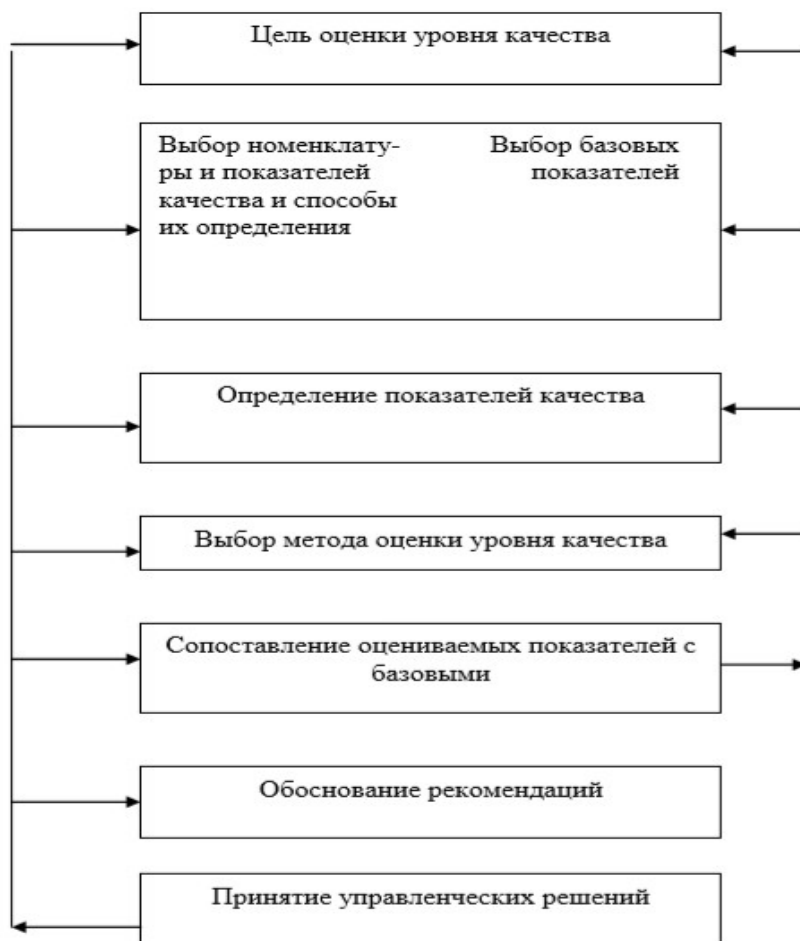 Цель оценки уровня качества
Выбор номенклату-
ры и показателей
качества и способы
их определения
Выбор базовых
показателей
Определение показателей качества
Выбор метода оценки уровня качества
Сопоставление оцениваемых показателей с
базовыми
Обоснование рекомендаций
Принятие управленческих решений